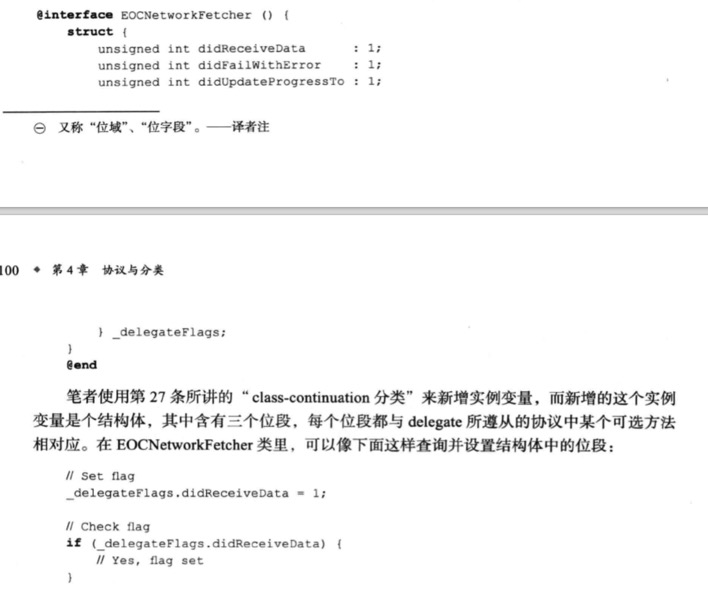 @interface EOCNetworkFetcher () {
struct {
unsigned int didReceiveData : 1;
unsigned int didFailWithError : 1;
unsigned int didUpdateProgressTo : 1;
㊀ 又称“位域”、“位字段”。——译者注
100 ◆ 第4章 协议与分类
} _delegateFlags;
}
@end
笔者使用第 27 条所讲的“class-continuation 分类”来新增实例变量，而新增的这个实例
变量是个结构体，其中含有三个位段，每个位段都与 delegate 所遵从的协议中某个可选方法
相对应。在 EOCNetworkFetcher 类里，可以像下面这样查询并设置结构体中的位段：
// Set flag
_delegateFlags.didReceiveData = 1;
// Check flag
if (_delegateFlags.didReceiveData) {
// Yes, flag set
}